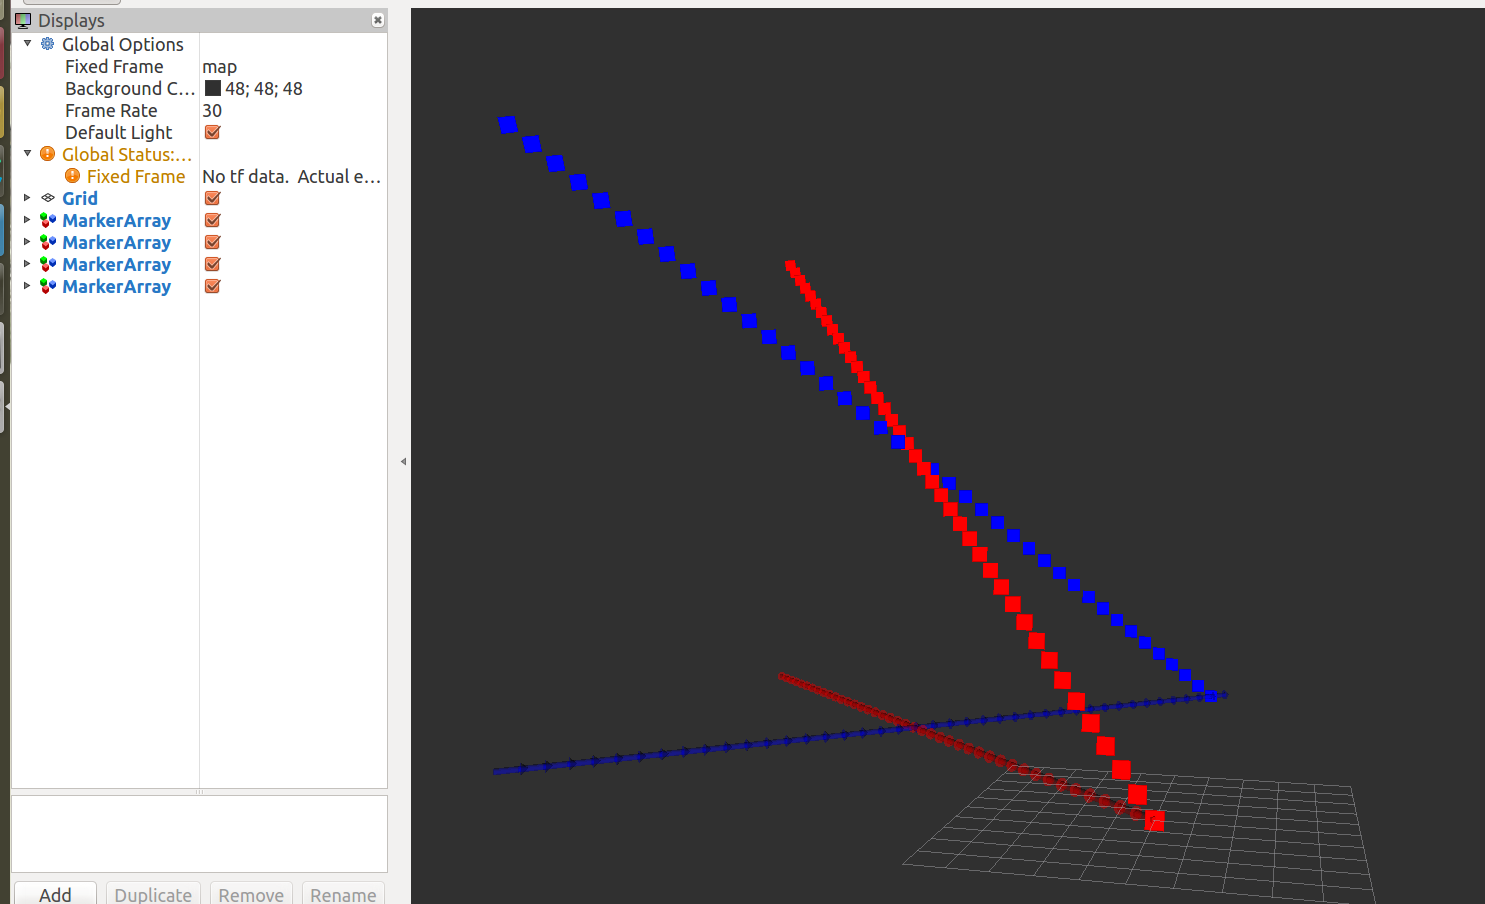 Displays
Global Options
Fixed Frame map
Background C... 48; 48; 48
Frame Rate 30
Default Light
Global Status:...
Fixed Frame No tf data.  Actual e...
Grid
MarkerArray
MarkerArray
MarkerArray
MarkerArray
Add Duplicate Remove Rename